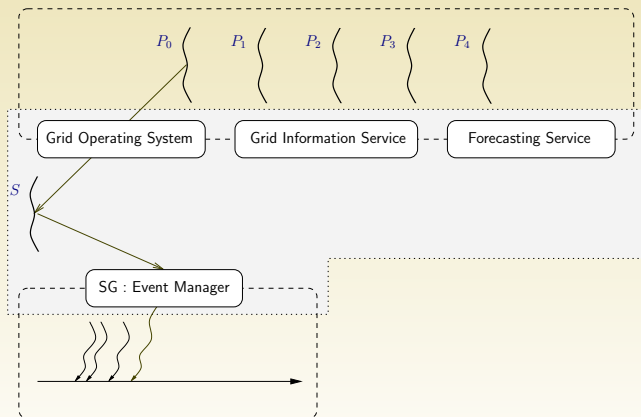 P0 P1 P2 P3 P4
Grid Operating System Grid Information Service Forecasting Service
S
SG : Event Manager